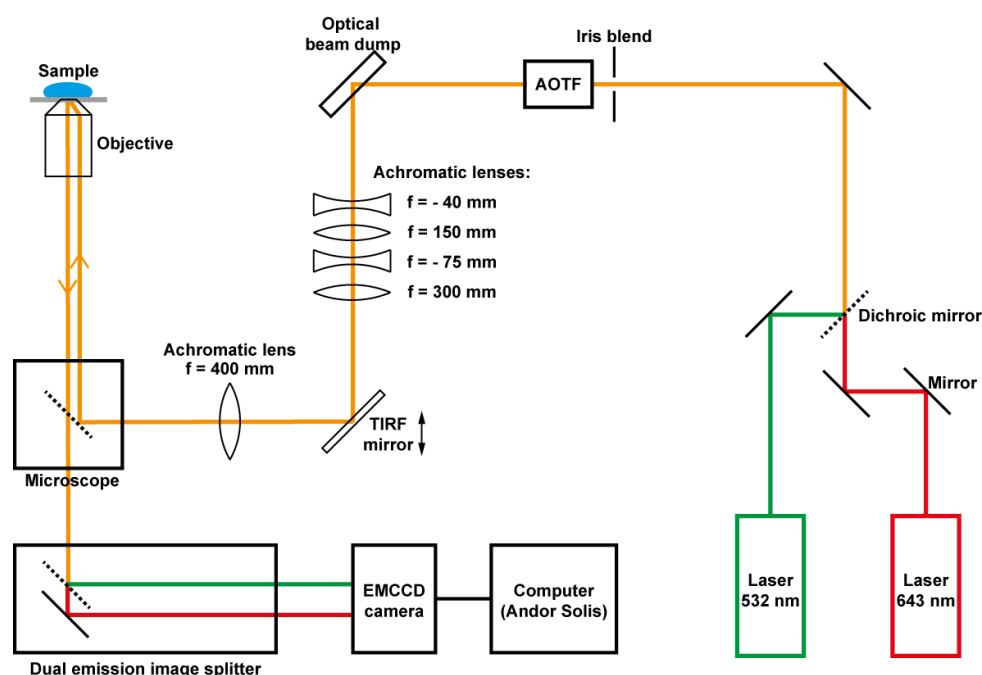 Optical
beam dump
Iris blend
Sample
AOTF
Objective
Achromatic lenses:
f = - 40 mm
f = 150 mm
f = - 75 mm
f = 300 mm
Dichroic mirror
Achromatic lens
f = 400 mm
Mirror
TIRF
mirror
Microscope
EMCCD
camera
Computer
(Andor Solis)
Laser
532 nm
Laser
643 nm
Dual emission image splitter